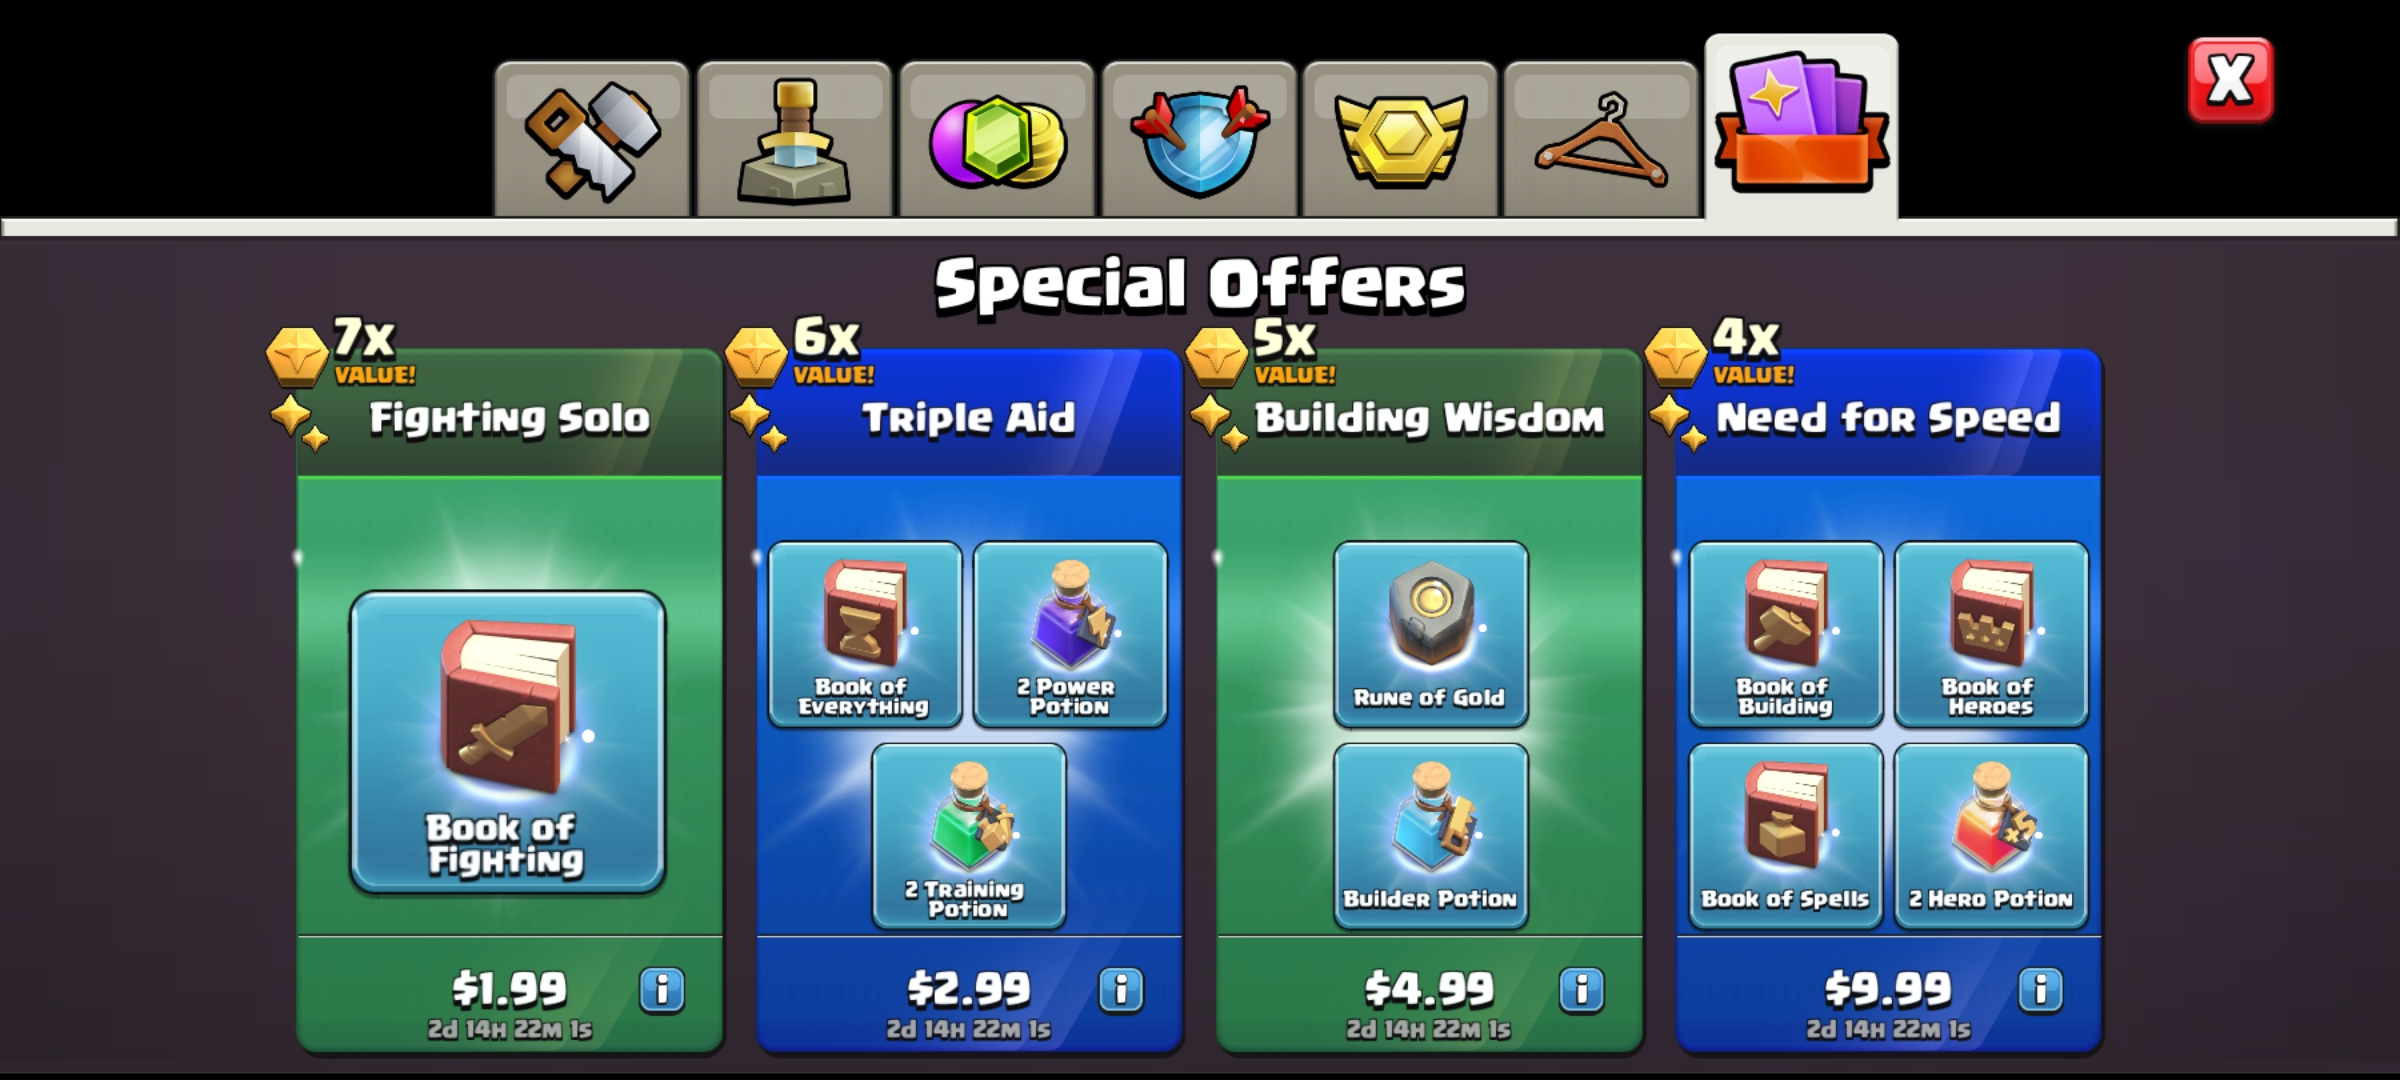 X
Special Offers
7x
VALUE!
Fighting Solo
Book of
Fighting
$1.99
i
2d 14H 22M 1s
6x
VALUE!
Triple Aid
Book of
Everything
2 Power
Potion
2 Training
Potion
$2.99
i
2d 14H 22M 1s
5x
VALUE!
Building Wisdom
Rune of Gold
Builder Potion
$4.99
i
2d 14H 22M 1s
4x
VALUE!
Need for Speed
Book of
Building
Book of
Heroes
Book of Spells
x5
2 Hero Potion
$9.99
i
2d 14H 22M 1s